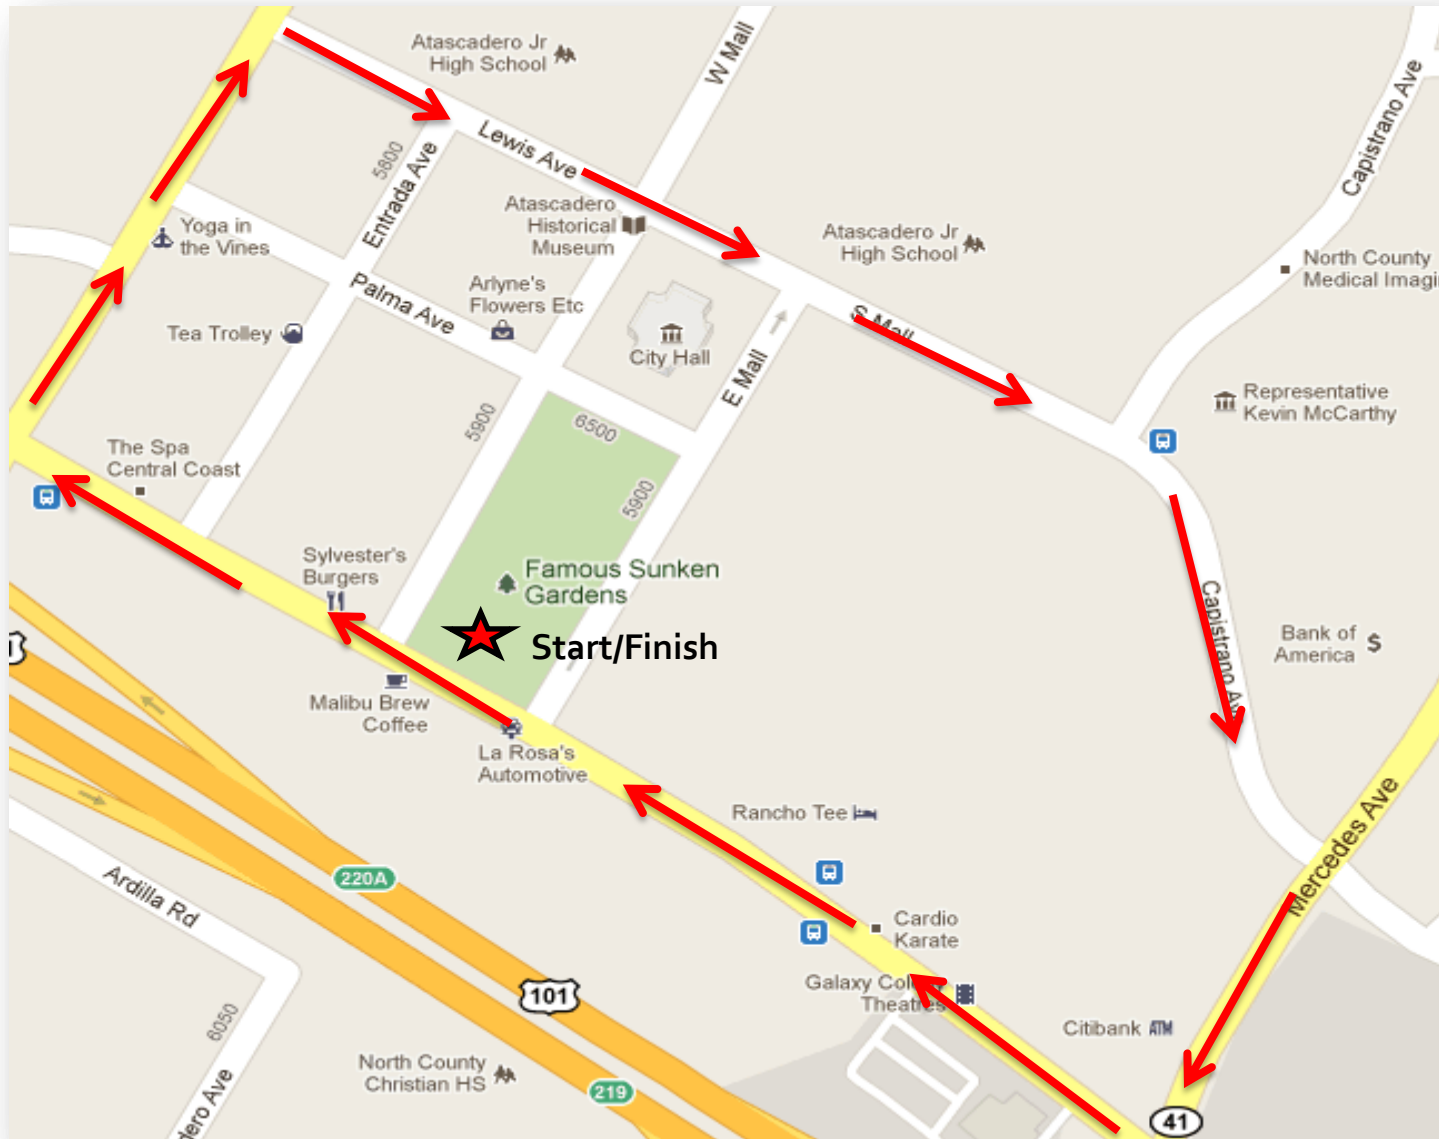 Atascadero Jr
High School
W Mall
Capistrano Ave
Lewis Ave
5800
Entrada Ave
Atascadero
Historical
Museum
Yoga in
the Vines
Atascadero Jr
High School
North County
Medical Imagi
Palma Ave
Arlyne's
Flowers Etc
Tea Trolley
S Mall
City Hall
E Mall
Representative
Kevin McCarthy
5900
6500
The Spa
Central Coast
5900
Sylvester's
Burgers
Famous Sunken
Gardens
Start/Finish
Capistrano Av
Bank of
America
$
1
Malibu Brew
Coffee
La Rosa's
Automotive
Mercedes Ave
Rancho Tee
220A
Ardilla Rd
Cardio
Karate
Galaxy Colo
Theatres
101
6050
Citibank ATM
North County
Christian HS
219
dero Ave
41